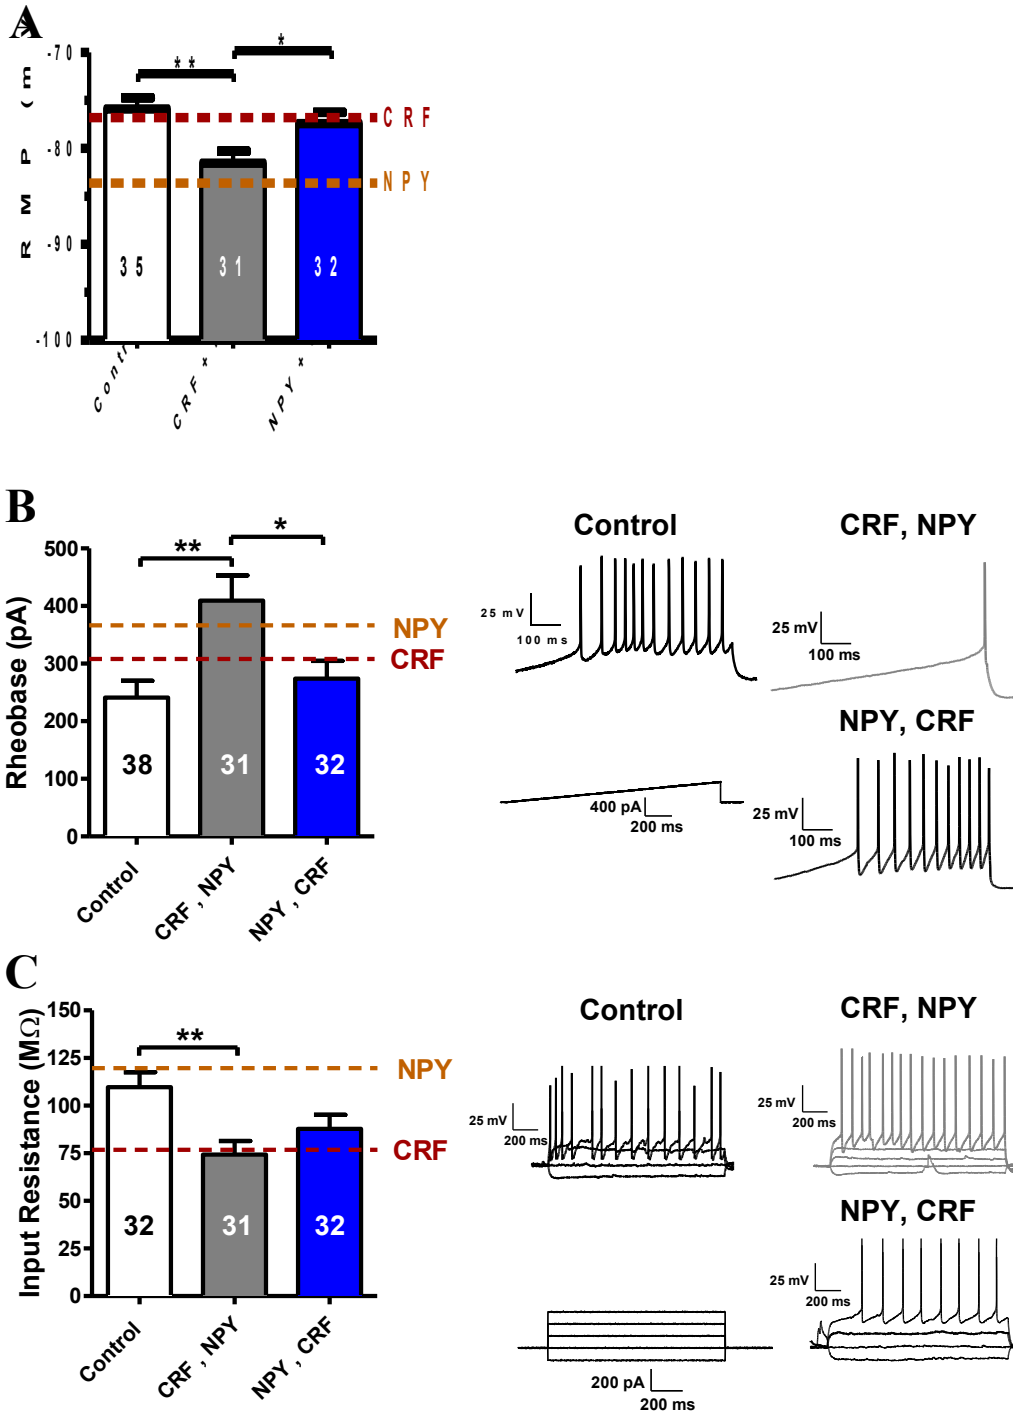 A
R M P ( m
-70
-80
-90
-100
**
*
CRF
NPY
35
31
32
Contr
CRF +
NPY +
B
Rheobase (pA)
500
400
300
200
100
0
**
*
NPY
CRF
38
31
32
Control
CRF , NPY
NPY, CRF
Control
25 mV
100 ms
CRF, NPY
25 mV
100 ms
400 pA
200 ms
NPY, CRF
25 mV
100 ms
C
Input Resistance (MΩ)
150
125
100
75
50
25
0
**
NPY
CRF
32
31
32
Control
CRF , NPY
NPY, CRF
Control
25 mV
200 ms
CRF, NPY
25 mV
200 ms
200 pA
200 ms
NPY, CRF
25 mV
200 ms